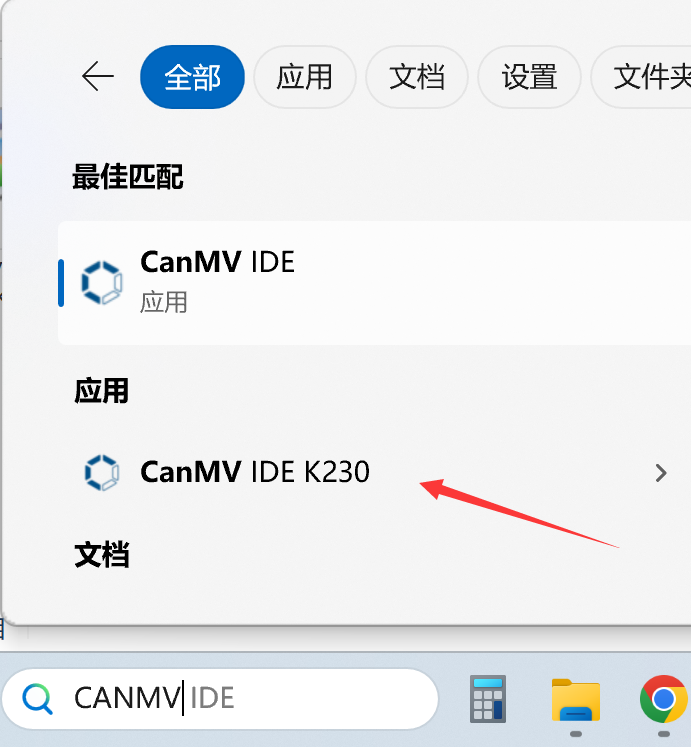 全部 应用 文档 设置 文件夹
最佳匹配
CanMV IDE
应用
应用
CanMV IDE K230
文档
CANMV IDE